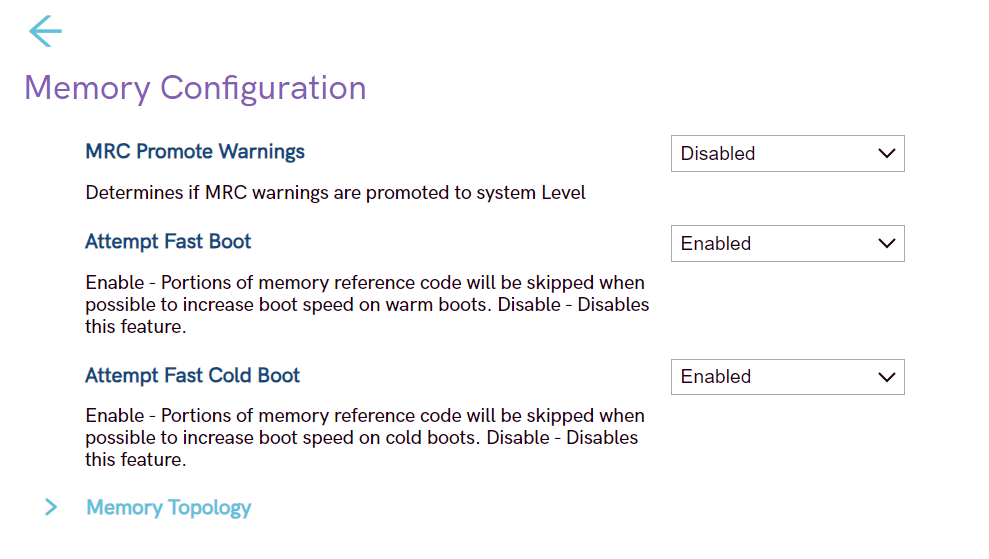 Memory Configuration
MRC Promote Warnings
Disabled
Determines if MRC warnings are promoted to system Level
Attempt Fast Boot
Enabled
Enable - Portions of memory reference code will be skipped when
possible to increase boot speed on warm boots. Disable - Disables
this feature.
Attempt Fast Cold Boot
Enabled
Enable - Portions of memory reference code will be skipped when
possible to increase boot speed on cold boots. Disable - Disables
this feature.
Memory Topology